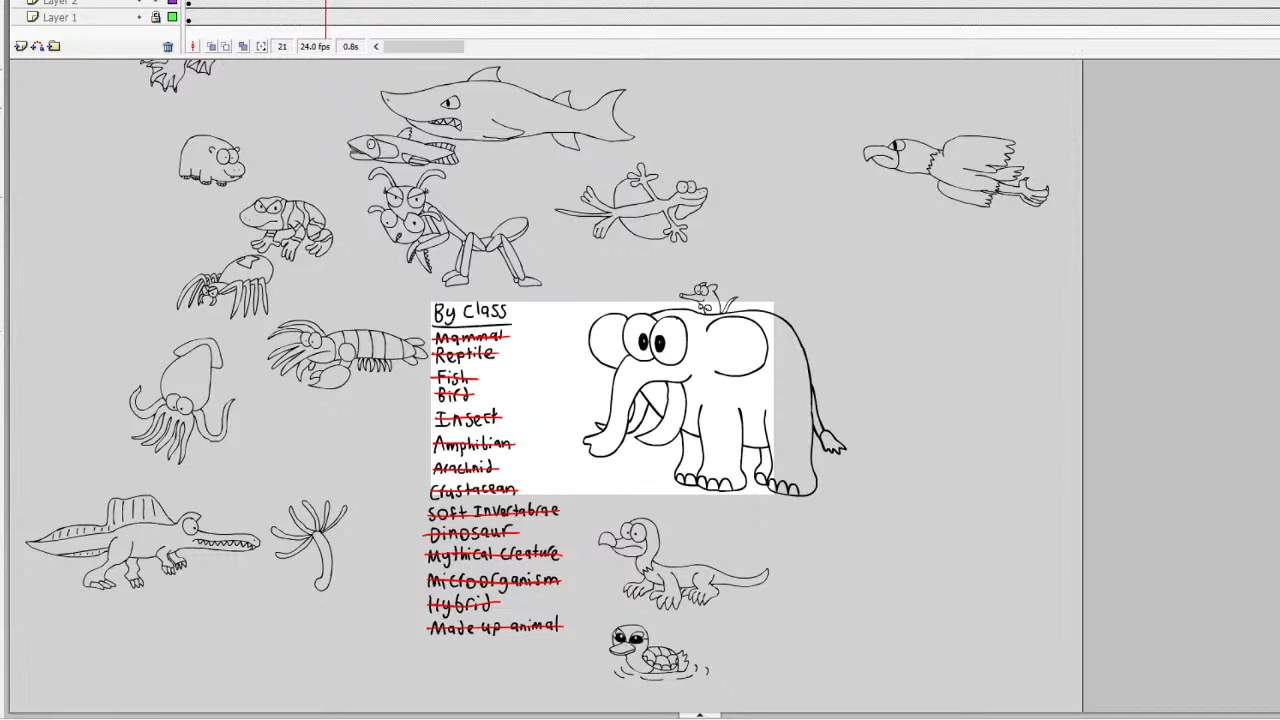 Layer 2
Layer 1
21 24.0 fps 0.8s
By Class
Mammal
Reptile
Fish
Bird
Insect
Amphibian
Arachnid
Crustacean
Soft Invertabrae
Dinosaur
Mythical creature
Microorganism
Hybrid
Made up animal